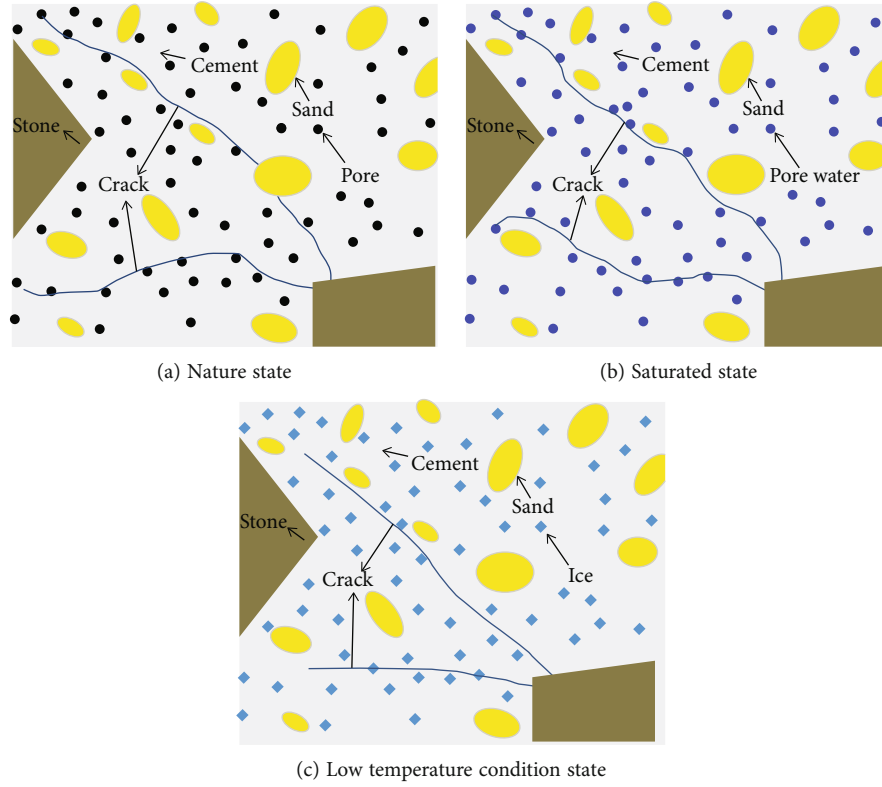 Cement
Sand
Stone
Pore
Crack
(a) Nature state
Cement
Sand
Stone
Pore water
Crack
(b) Saturated state
Cement
Sand
Stone
Ice
Crack
(c) Low temperature condition state